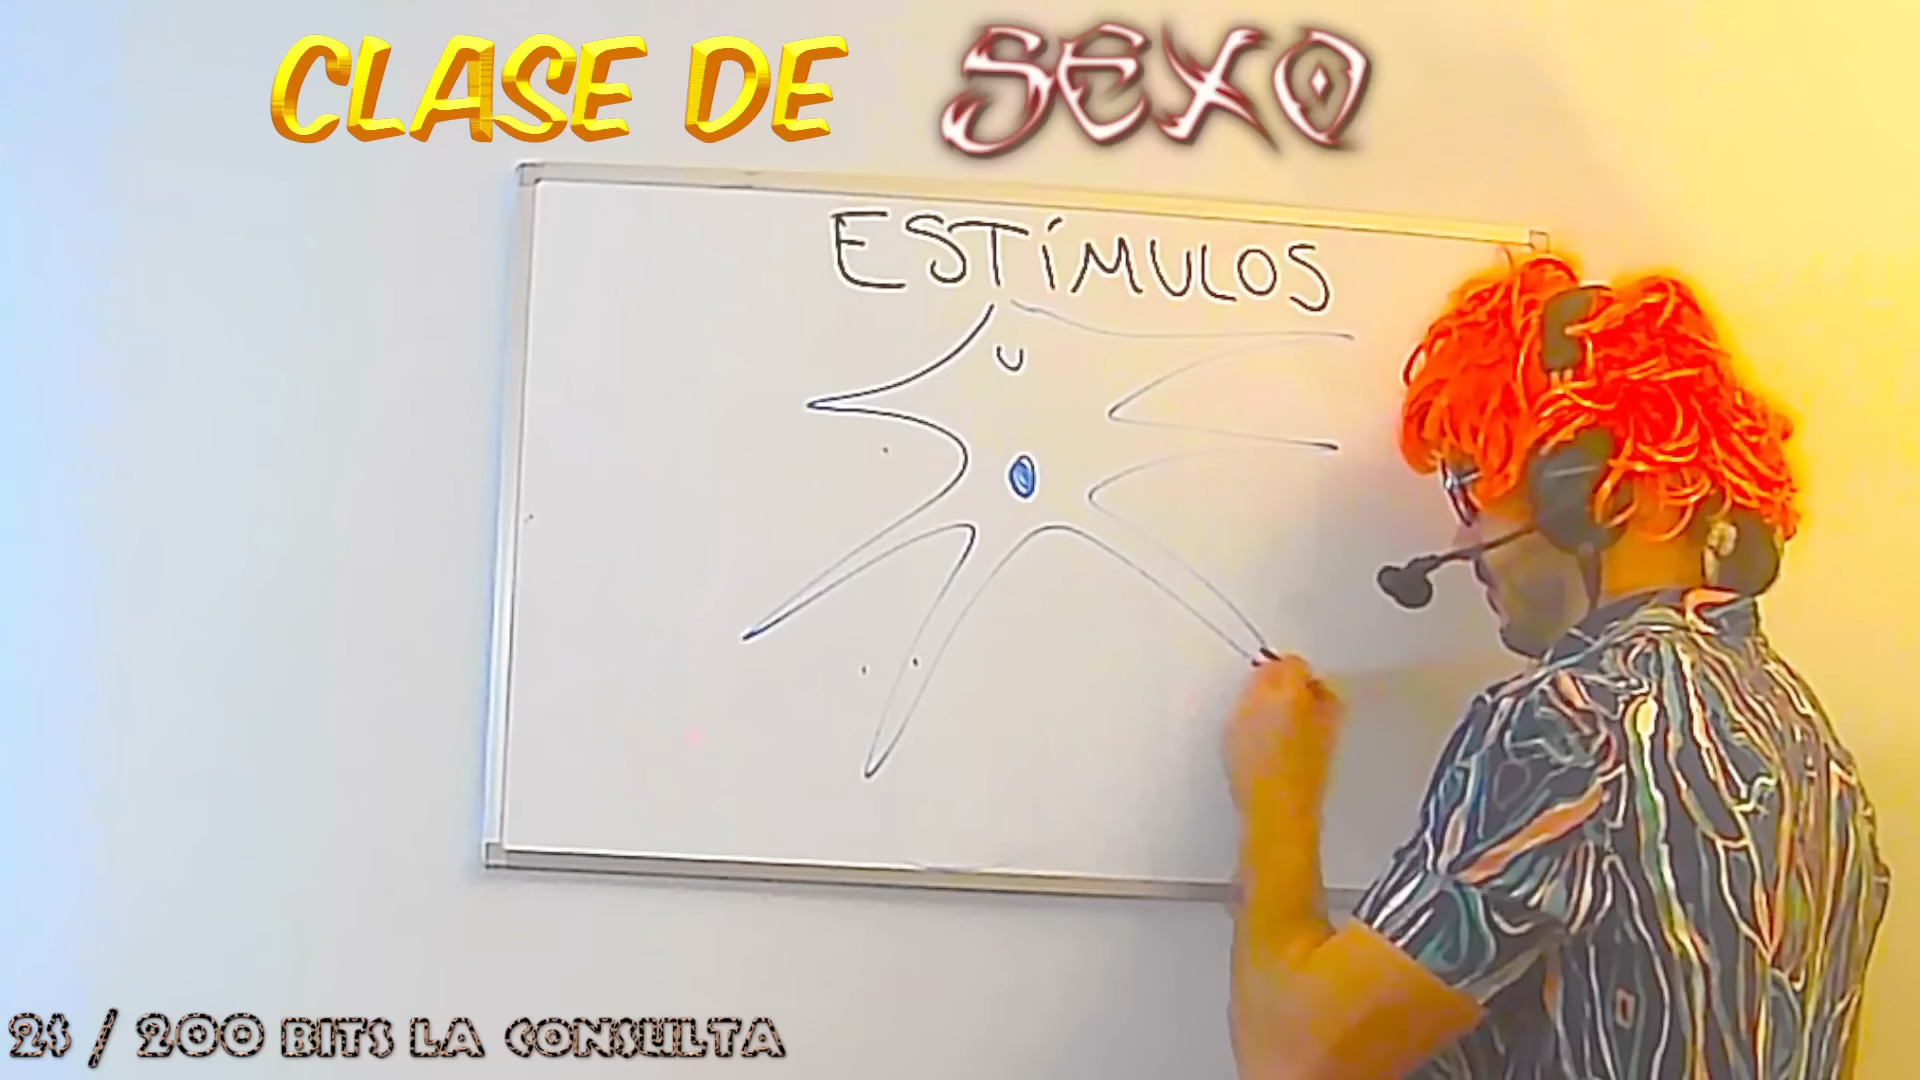 CLASE DE SEXO
ESTÍMULOS
U
2$ / 200 BITS LA CONSULTA